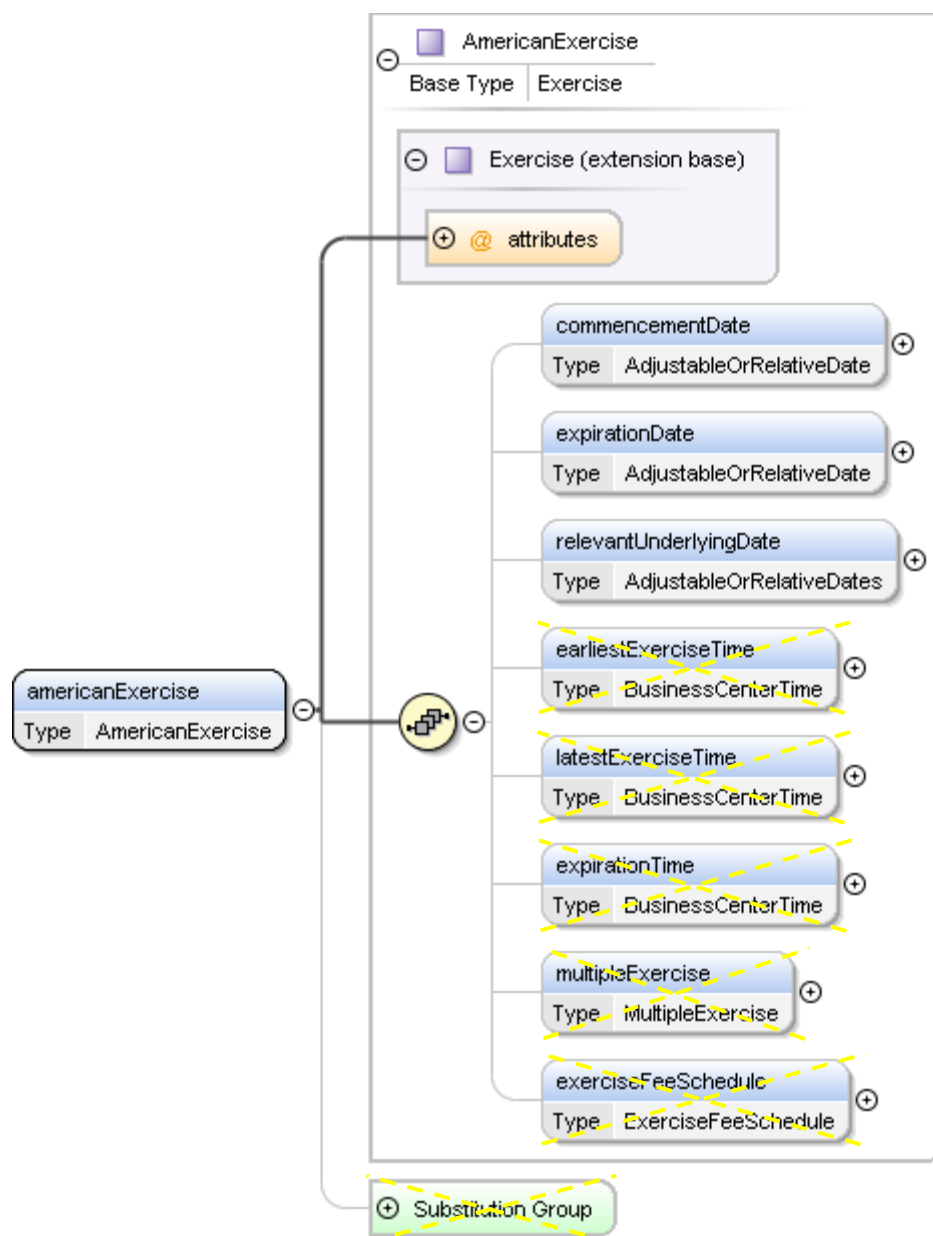 AmericanExercise
Base Type Exercise
Exercise (extension base)
@ attributes
commencementDate
Type AdjustableOrRelativeDate
expirationDate
Type AdjustableOrRelativeDate
relevantUnderlyingDate
Type AdjustableOrRelativeDates
earliestExerciseTime
Type BusinessCenterTime
americanExercise
Type AmericanExercise
latestExerciseTime
Type BusinessCenterTime
expirationTime
Type BusinessCenterTime
multipleExercise
Type MultipleExercise
exerciseFeeSchedule
Type ExerciseFeeSchedule
Substitution Group